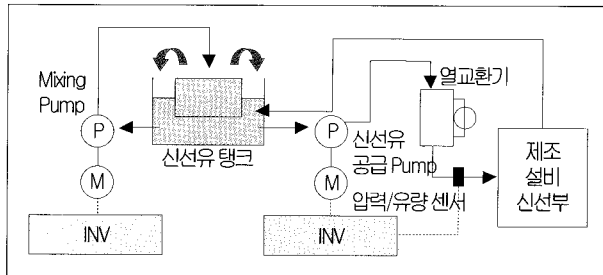 Mixing
Pump
P
M
INV
신선유 탱크
P
M
INV
신선유
공급 Pump
열교환기
압력/유량 센서
제조
설비
신선부